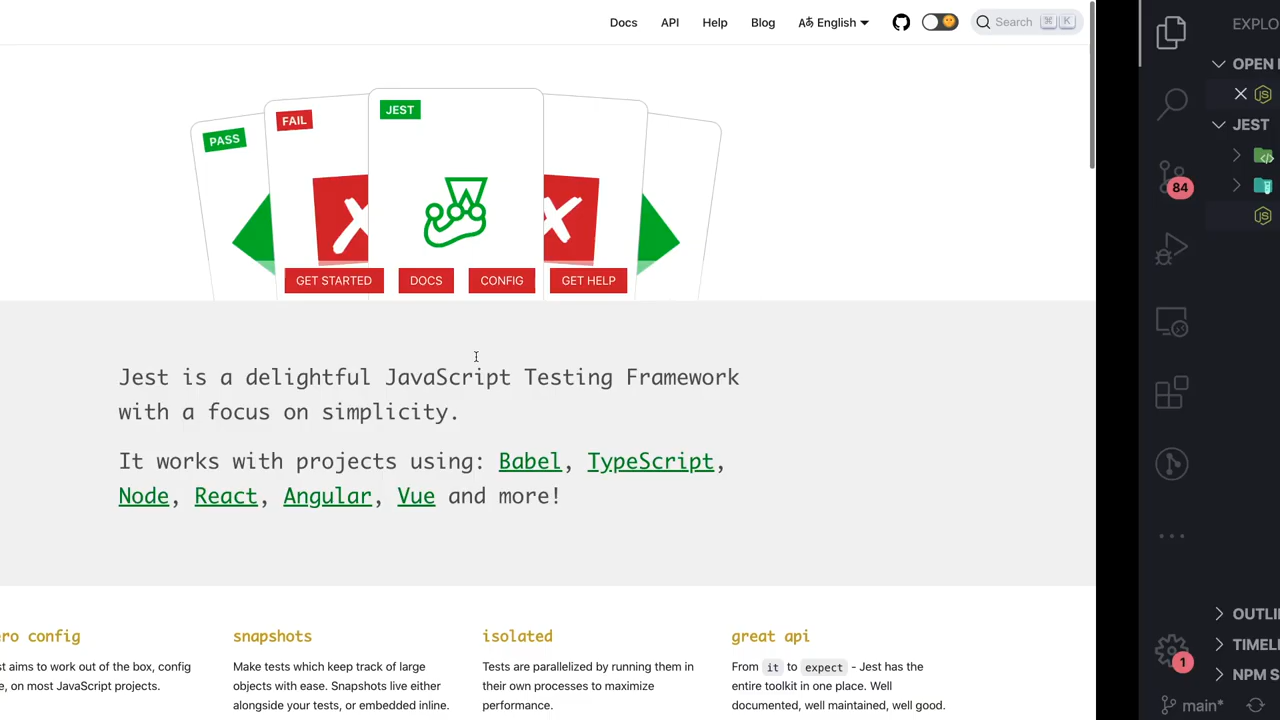 Docs API Help Blog English Search ⌘ K
PASS
FAIL
JEST
GET STARTED DOCS CONFIG GET HELP
Jest is a delightful JavaScript Testing Framework
with a focus on simplicity.
It works with projects using: Babel, TypeScript,
Node, React, Angular, Vue and more!
ero config
st aims to work out of the box, config
e, on most JavaScript projects.
snapshots
Make tests which keep track of large
objects with ease. Snapshots live either
alongside your tests, or embedded inline.
isolated
Tests are parallelized by running them in
their own processes to maximize
performance.
great api
From it to expect - Jest has the
entire toolkit in one place. Well
documented, well maintained, well good.
EXPLO
OPEN
JEST
84
OUTLI
TIMEL
NPM S
1
main*